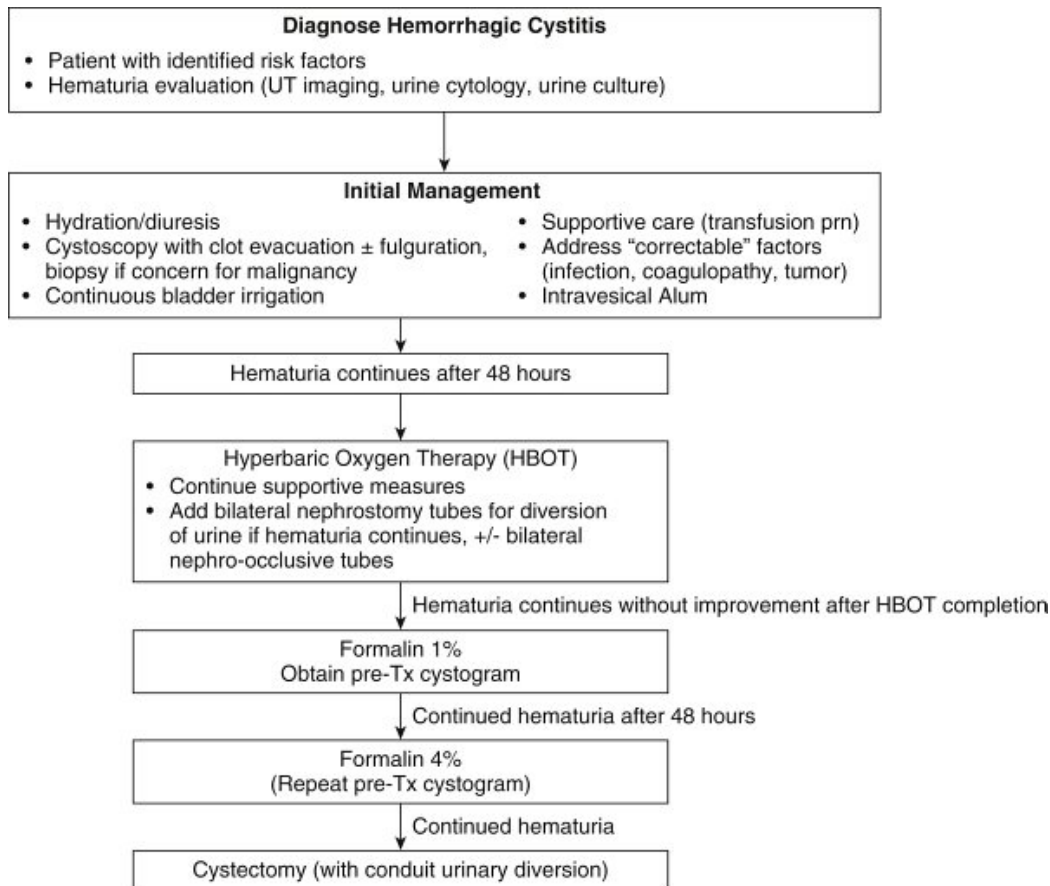 Diagnose Hemorrhagic Cystitis
• Patient with identified risk factors
• Hematuria evaluation (UT imaging, urine cytology, urine culture)
Initial Management
• Hydration/diuresis
• Cystoscopy with clot evacuation ± fulguration,
biopsy if concern for malignancy
• Continuous bladder irrigation
• Supportive care (transfusion prn)
• Address “correctable” factors
(infection, coagulopathy, tumor)
• Intravesical Alum
Hematuria continues after 48 hours
Hyperbaric Oxygen Therapy (HBOT)
• Continue supportive measures
• Add bilateral nephrostomy tubes for diversion
of urine if hematuria continues, +/- bilateral
nephro-occlusive tubes
Hematuria continues without improvement after HBOT completion
Formalin 1%
Obtain pre-Tx cystogram
Continued hematuria after 48 hours
Formalin 4%
(Repeat pre-Tx cystogram)
Continued hematuria
Cystectomy (with conduit urinary diversion)